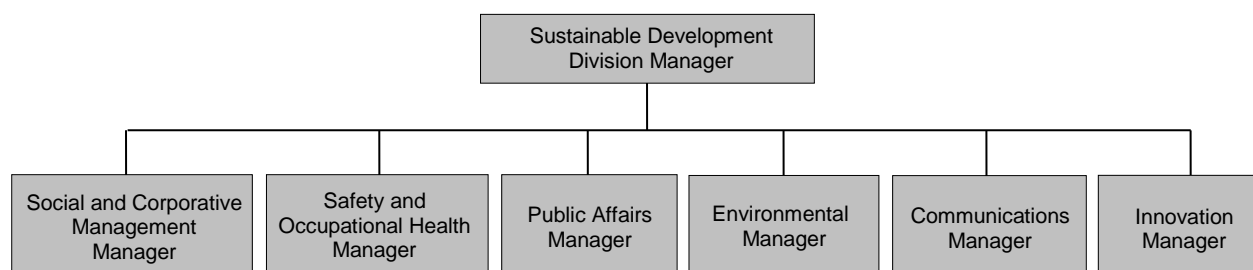 Sustainable Development
Division Manager
Social and Corporative
Management
Manager
Safety and
Occupational Health
Manager
Public Affairs
Manager
Environmental
Manager
Communications
Manager
Innovation
Manager